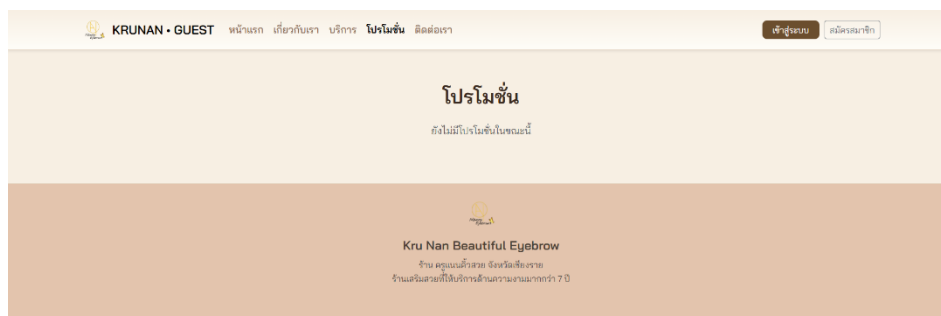 KRUNAN • GUEST หน้าแรก เกี่ยวกับเรา บริการ โปรโมชั่น ติดต่อเรา เข้าสู่ระบบ สมัครสมาชิก
โปรโมชั่น
ยังไม่มีโปรโมชั่นในขณะนี้
Kru Nan Beautiful Eyebrow
ร้าน ครูแนนคิ้วสวย จังหวัดเชียงราย
ร้านเสริมสวยที่ให้บริการด้านความงามมากกว่า 7 ปี